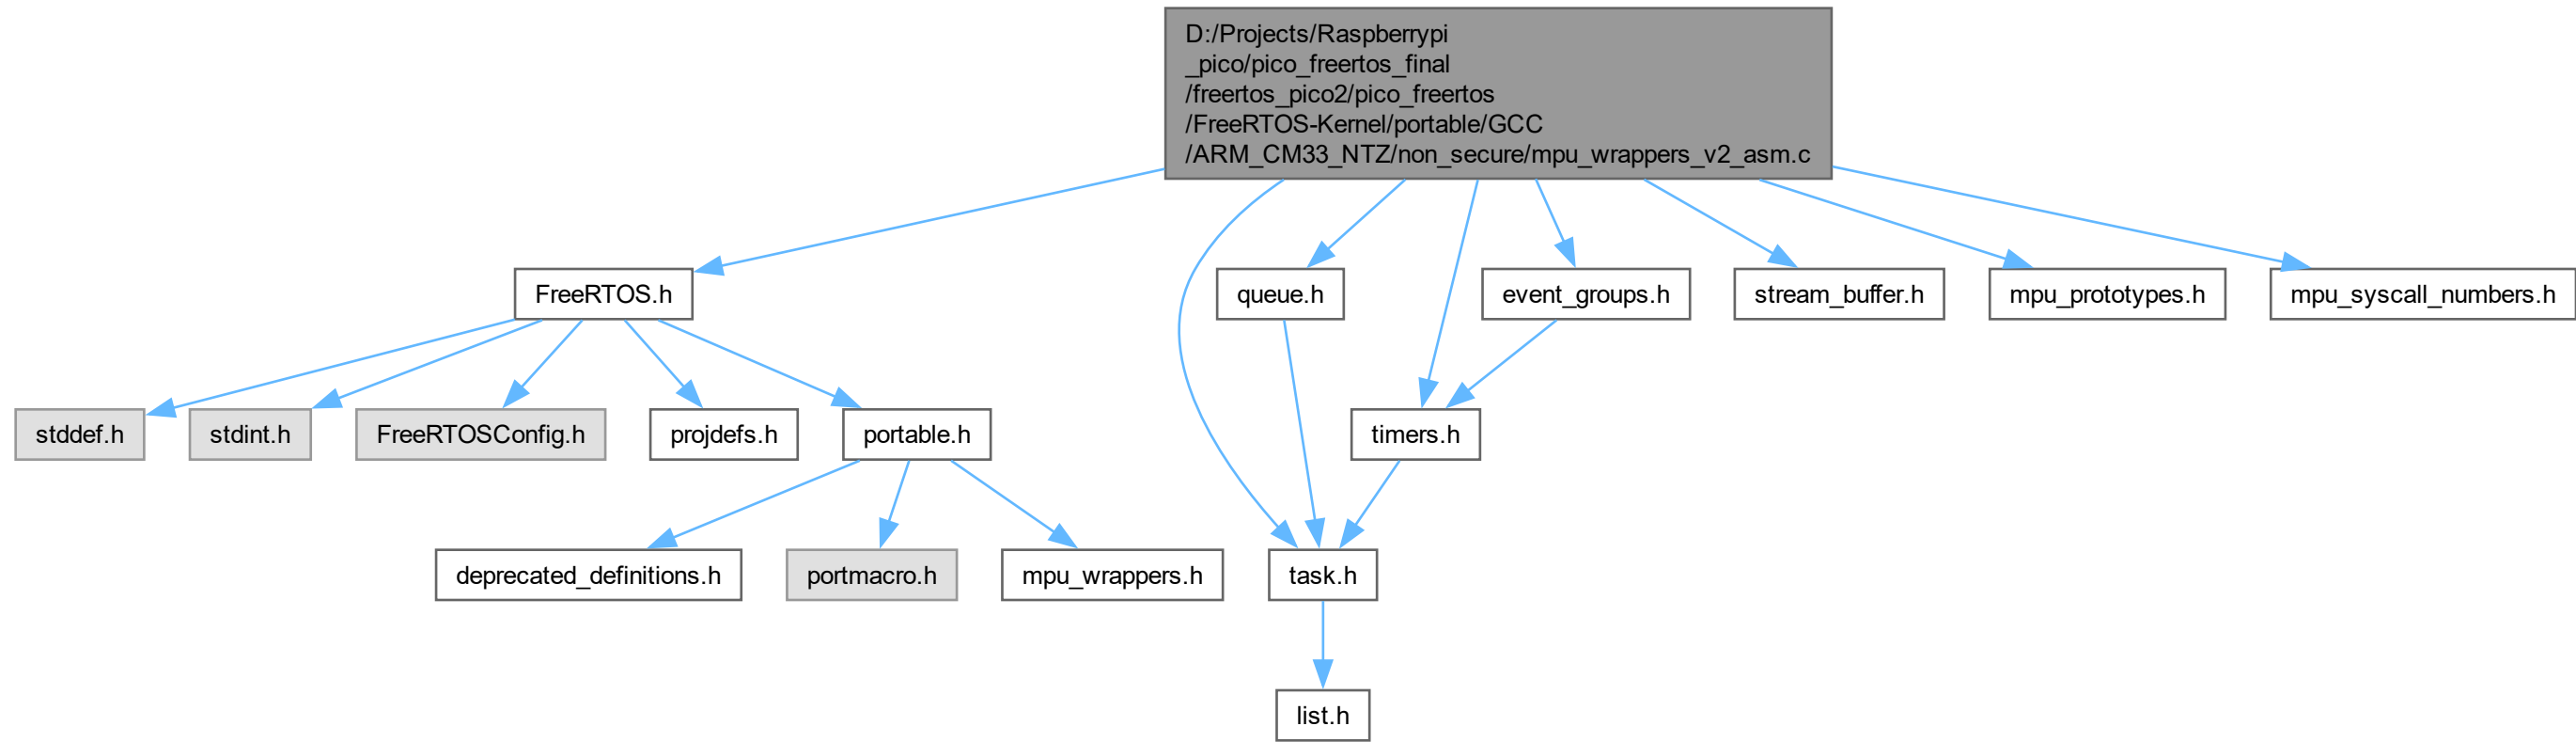 D:/Projects/Raspberrypi
_pico/pico_freertos_final
/freertos_pico2/pico_freertos
/FreeRTOS-Kernel/portable/GCC
/ARM_CM33_NTZ/non_secure/mpu_wrappers_v2_asm.c
FreeRTOS.h
queue.h
event_groups.h
stream_buffer.h
mpu_prototypes.h
mpu_syscall_numbers.h
stddef.h
stdint.h
FreeRTOSConfig.h
projdefs.h
portable.h
timers.h
deprecated_definitions.h
portmacro.h
mpu_wrappers.h
task.h
list.h